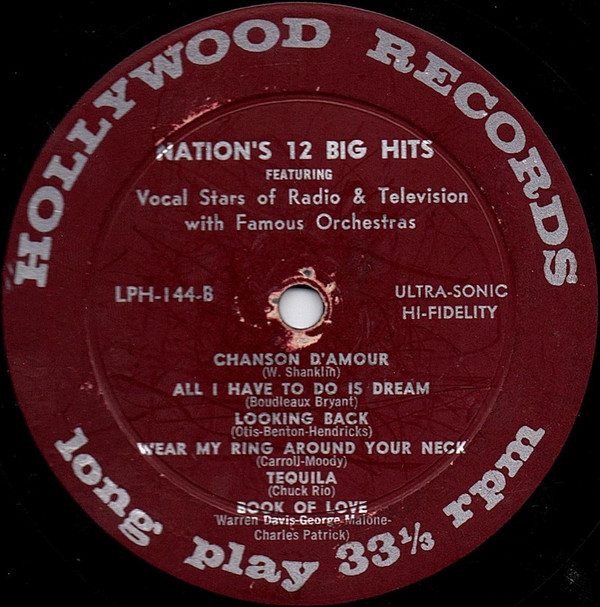 HOLLYWOOD RECORDS
NATION'S 12 BIG HITS
FEATURING
Vocal Stars of Radio & Television
with Famous Orchestras
LPH-144-B
ULTRA-SONIC
HI-FIDELITY
CHANSON D'AMOUR
(W. Shanklin)
ALL I HAVE TO DO IS DREAM
(Boudleaux Bryant)
LOOKING BACK
(Otis-Benton-Hendricks)
WEAR MY RING AROUND YOUR NECK
(Carroll-Moody)
TEQUILA
(Chuck Rio)
BOOK OF LOVE
Warren Davis-George Malone-
Charles Patrick)
long play 33⅓ rpm